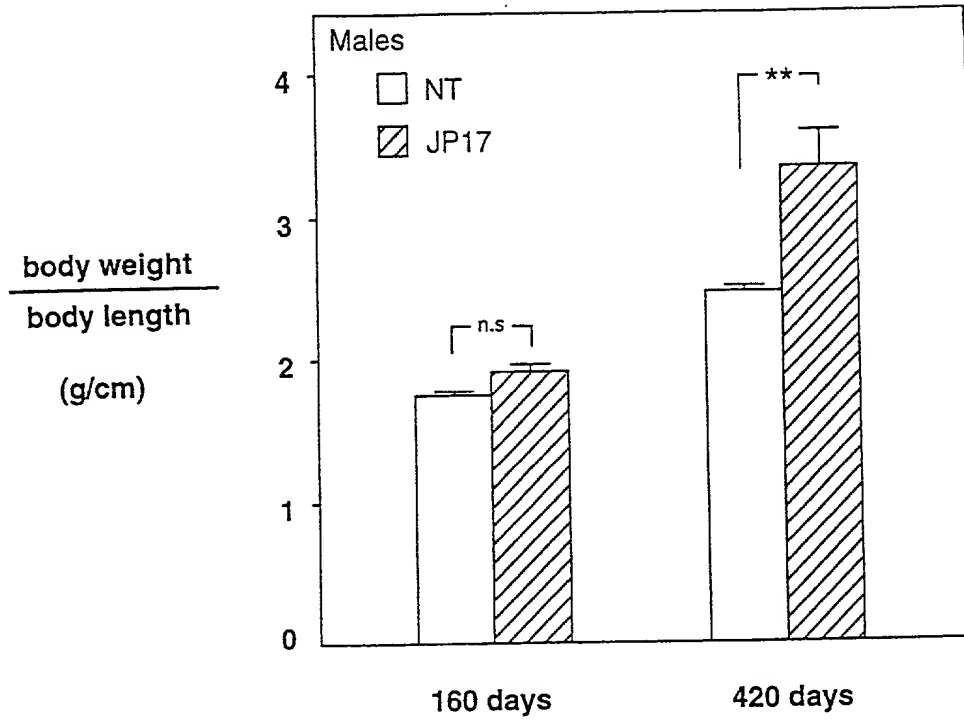 Males
NT
JP17
4
3
2
1
0
body weight
body length
(g/cm)
n.s
**
160 days
420 days